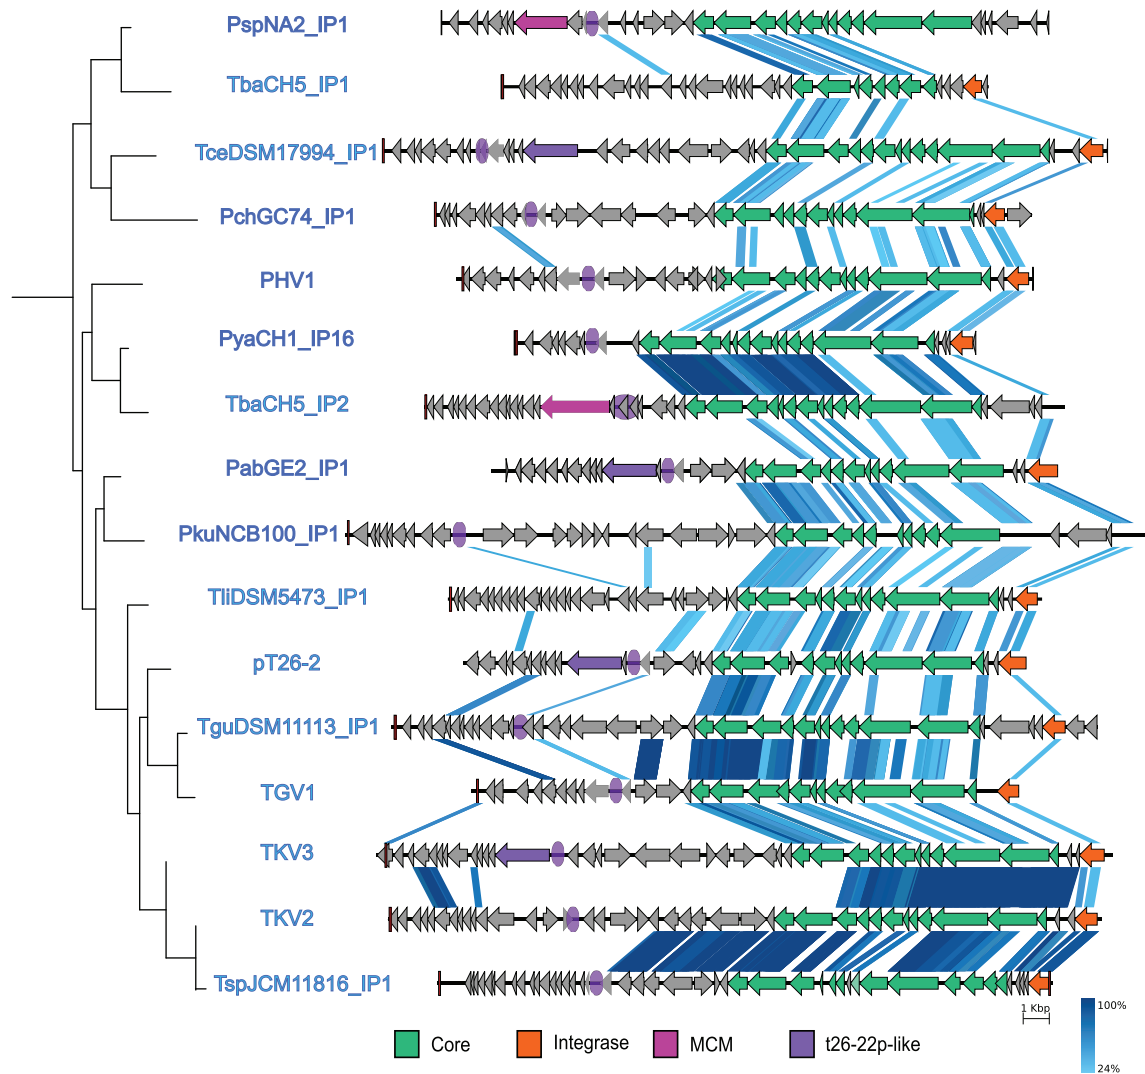 PspNA2_IP1
TbaCH5_IP1
TceDSM17994_IP1
PchGC74_IP1
PHV1
PyaCH1_IP16
TbaCH5_IP2
PabGE2_IP1
PkuNCB100_IP1
TliDSM5473_IP1
pT26-2
TguDSM11113_IP1
TGV1
TKV3
TKV2
TspJCM11816_IP1
1 Kbp
100%
24%
Core
Integrase
MCM
t26-22p-like